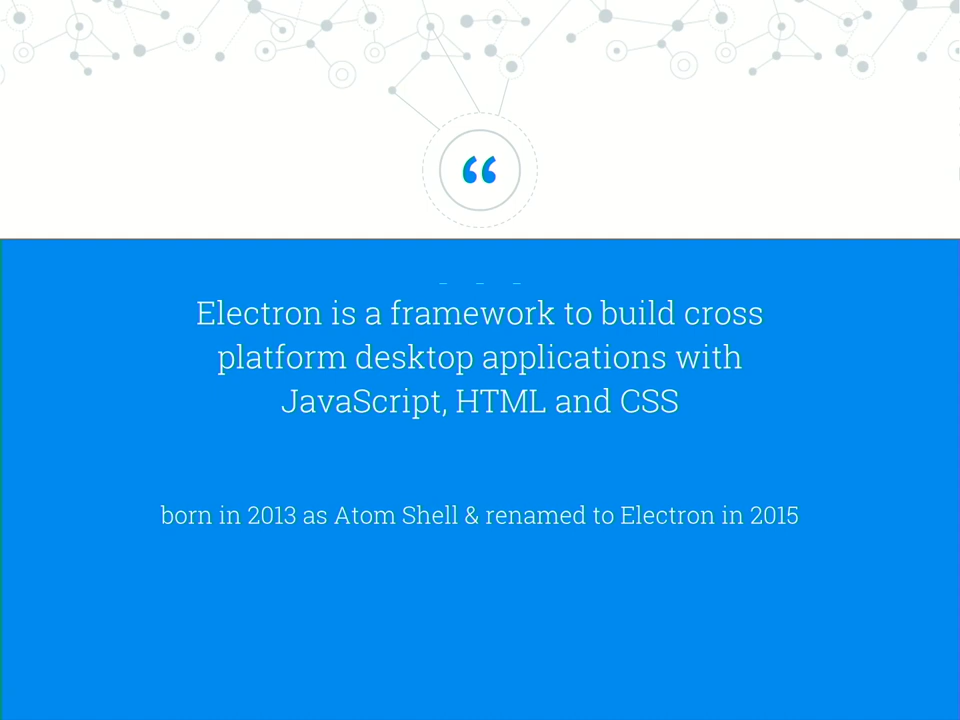 “
Electron is a framework to build cross
platform desktop applications with
JavaScript, HTML and CSS
born in 2013 as Atom Shell & renamed to Electron in 2015